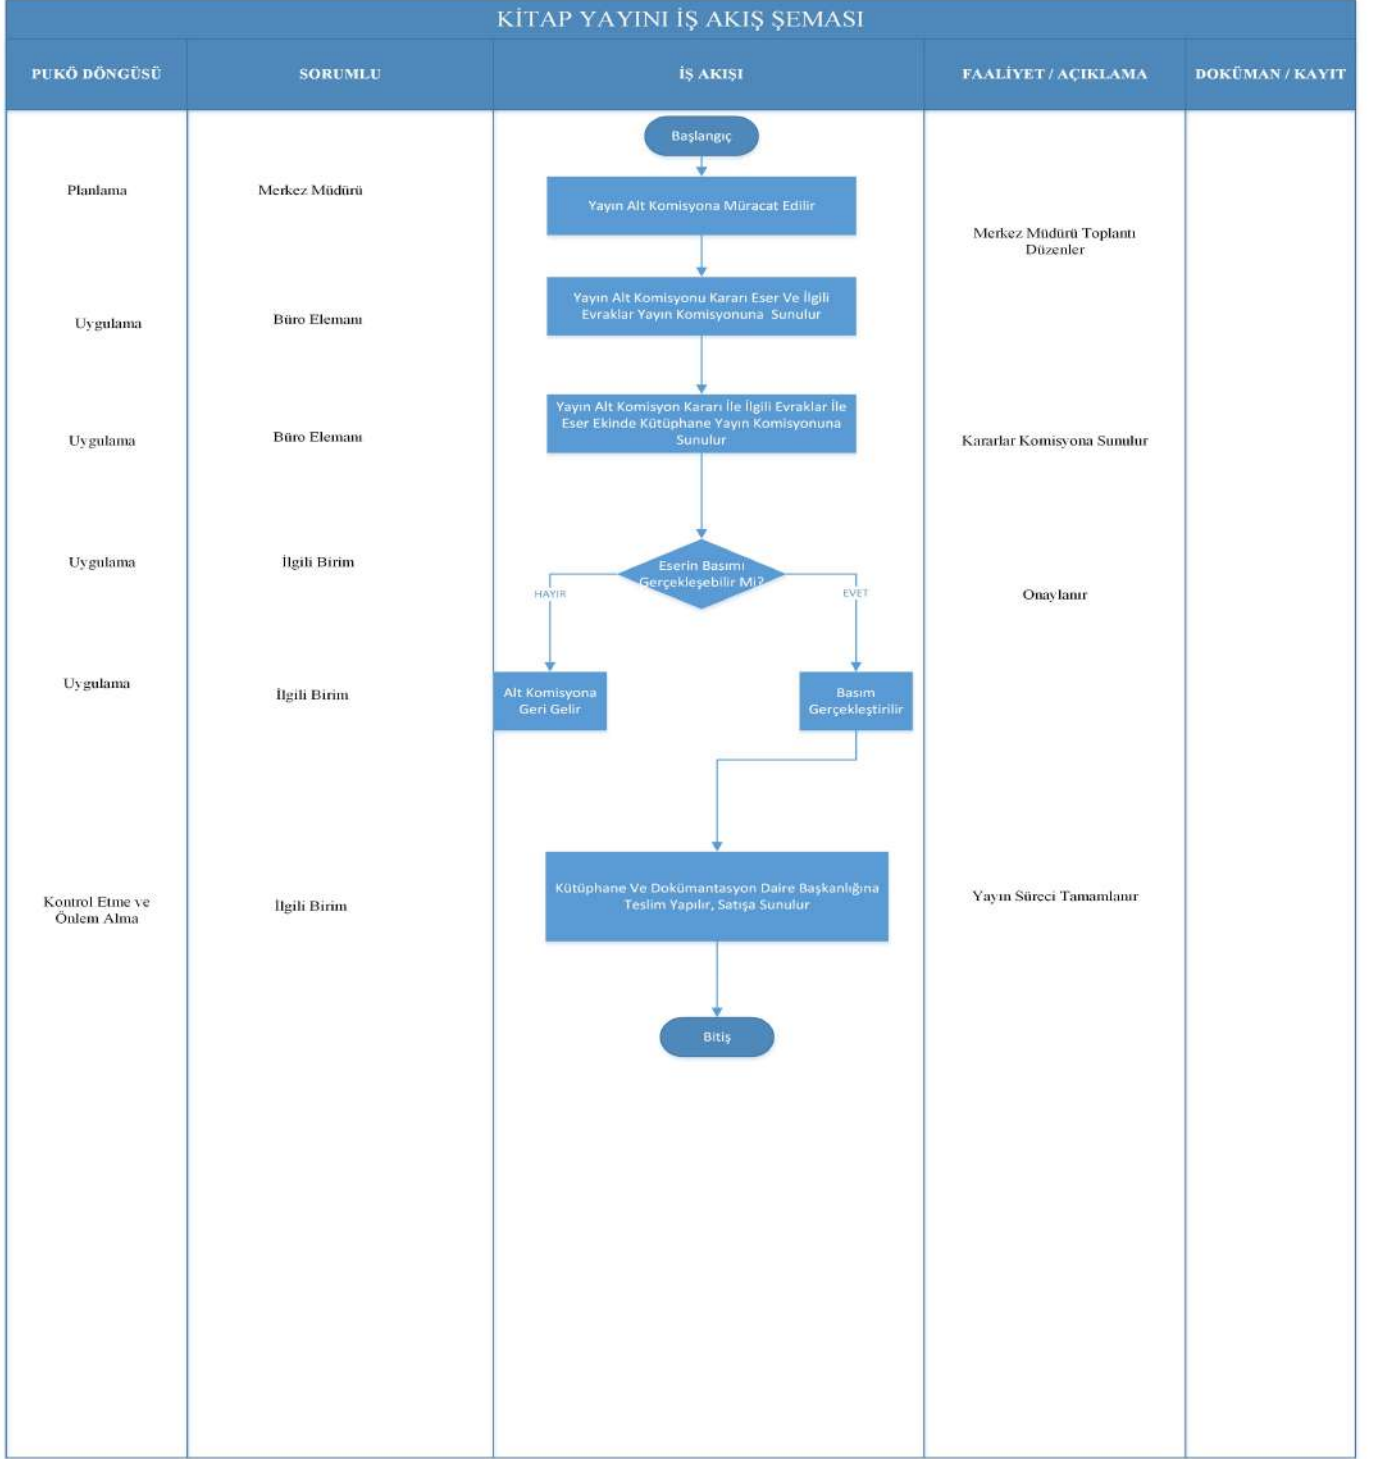 KİTAP YAYINI İŞ AKIŞ ŞEMASI
PUKÖ DÖNGÜSÜ
SORUMLU
İŞ AKIŞI
FAALİYET / AÇIKLAMA
DOKÜMAN / KAYIT
Başlangıç
Planlama
Merkez Müdürü
Yayın Alt Komisyona Müracat Edilir
Merkez Müdürü Toplantı
Düzenler
Uygulama
Büro Elemanı
Yayın Alt Komisyonu Kararı Eser Ve İlgili
Evraklar Yayın Komisyonuna Sunulur
Uygulama
Büro Elemanı
Yayın Alt Komisyon Kararı İle İlgili Evraklar İle
Eser Ekinde Kütüphane Yayın Komisyonuna
Sunulur
Kararlar Komisyona Sunulur
Uygulama
İlgili Birim
Eserin Basımı
Gerçekleşebilir Mi?
HAYIR
EVET
Onaylanır
Uygulama
İlgili Birim
Alt Komisyona
Geri Gelir
Basım
Gerçekleştirilir
Kontrol Etme ve
Önlem Alma
İlgili Birim
Kütüphane Ve Dokümantasyon Daire Başkanlığına
Teslim Yapılır, Satışa Sunulur
Yayın Süreci Tamamlanır
Bitiş